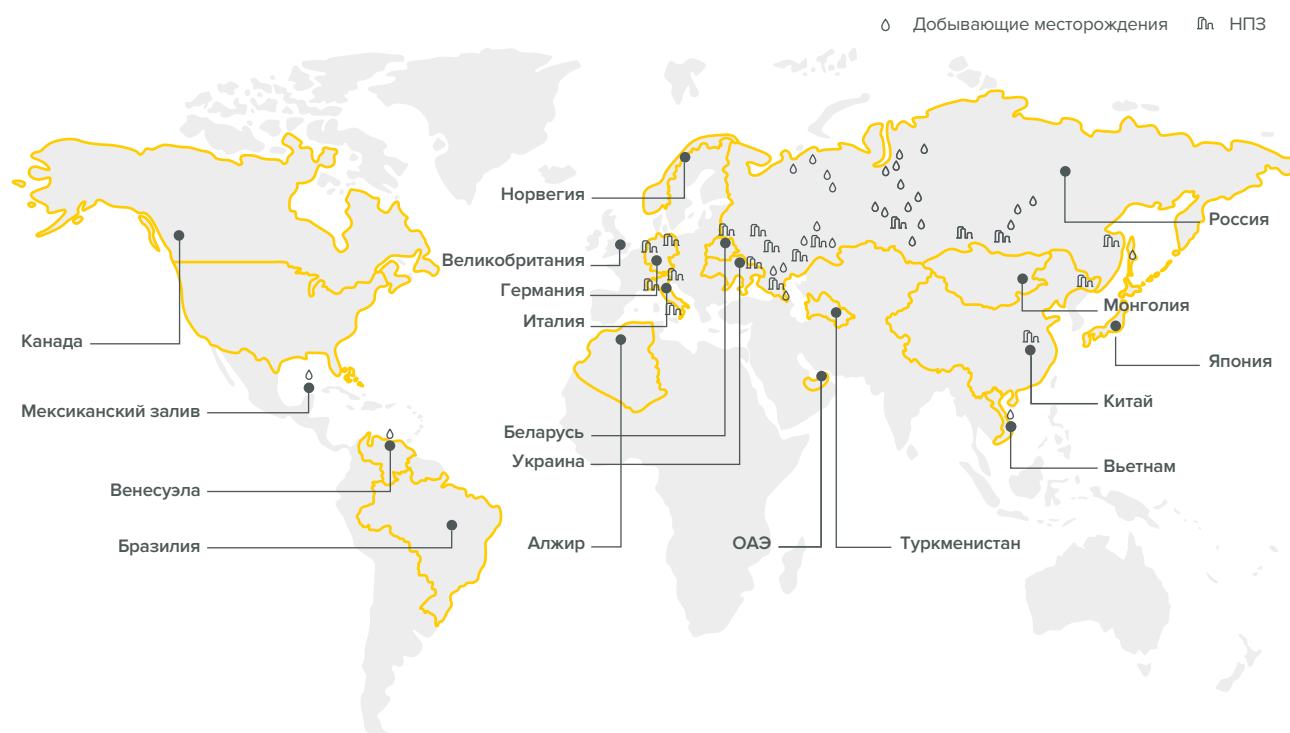 Добывающие месторождения
НПЗ
Норвегия
Россия
Великобритания
Германия
Монголия
Италия
Канада
Япония
Мексиканский залив
Китай
Беларусь
Украина
Вьетнам
Венесуэла
Бразилия
Алжир
ОАЭ
Туркменистан